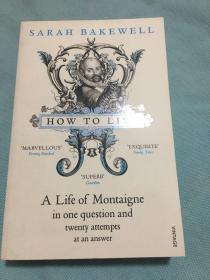 SARAH BAKEWELL
HOW TO LIVE
'MARVELLOUS'
Evening Standard
'EXQUISITE'
Sunday Times
'SUPERB'
Guardian
A Life of Montaigne
in one question and
twenty attempts
at an answer
VINTAGE